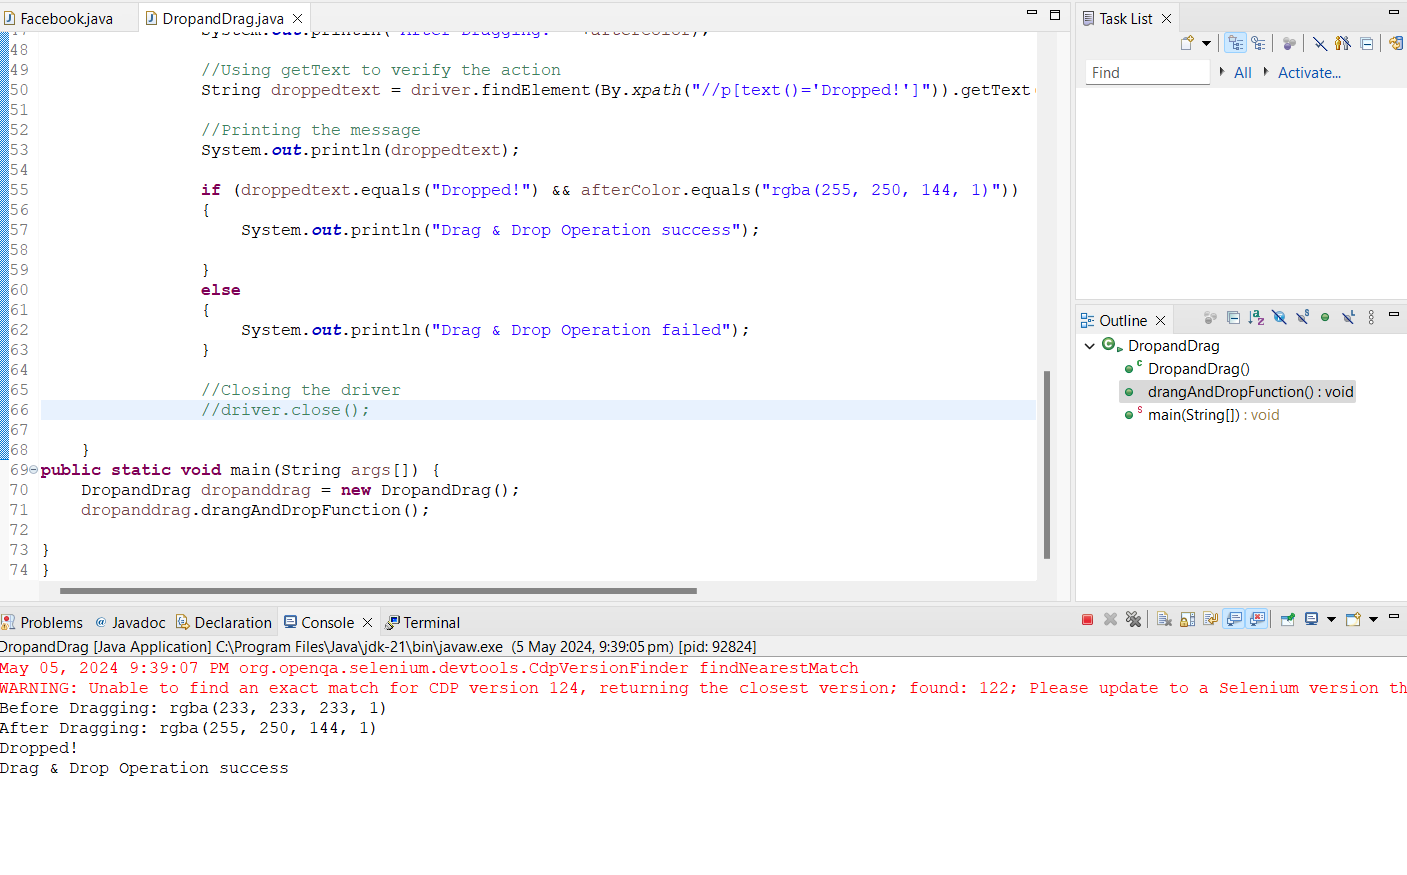 Facebook.java
DropandDrag.java
Task List
47 System.out.println("After Dragging: " +afterColor);
48
49 //Using getText to verify the action
50 String droppedtext = driver.findElement(By.xpath("//p[text()='Dropped!']")).getText(
51
52 //Printing the message
53 System.out.println(droppedtext);
54
55 if (droppedtext.equals("Dropped!") && afterColor.equals("rgba(255, 250, 144, 1)"))
56 {
57 System.out.println("Drag & Drop Operation success");
58
59 }
60 else
61 {
62 System.out.println("Drag & Drop Operation failed");
63 }
64
65 //Closing the driver
66 //driver.close();
67
68 }
69 public static void main(String args[]) {
70 DropandDrag dropanddrag = new DropandDrag();
71 dropanddrag.drangAndDropFunction();
72
73 }
74 }
Find
All
Activate...
Outline
DropandDrag
DropandDrag()
drangAndDropFunction() : void
main(String[]) : void
Problems
Javadoc
Declaration
Console
Terminal
DropandDrag [Java Application] C:\Program Files\Java\jdk-21\bin\javaw.exe (5 May 2024, 9:39:05 pm) [pid: 92824]
May 05, 2024 9:39:07 PM org.openqa.selenium.devtools.CdpVersionFinder findNearestMatch
WARNING: Unable to find an exact match for CDP version 124, returning the closest version; found: 122; Please update to a Selenium version th
Before Dragging: rgba(233, 233, 233, 1)
After Dragging: rgba(255, 250, 144, 1)
Dropped!
Drag & Drop Operation success